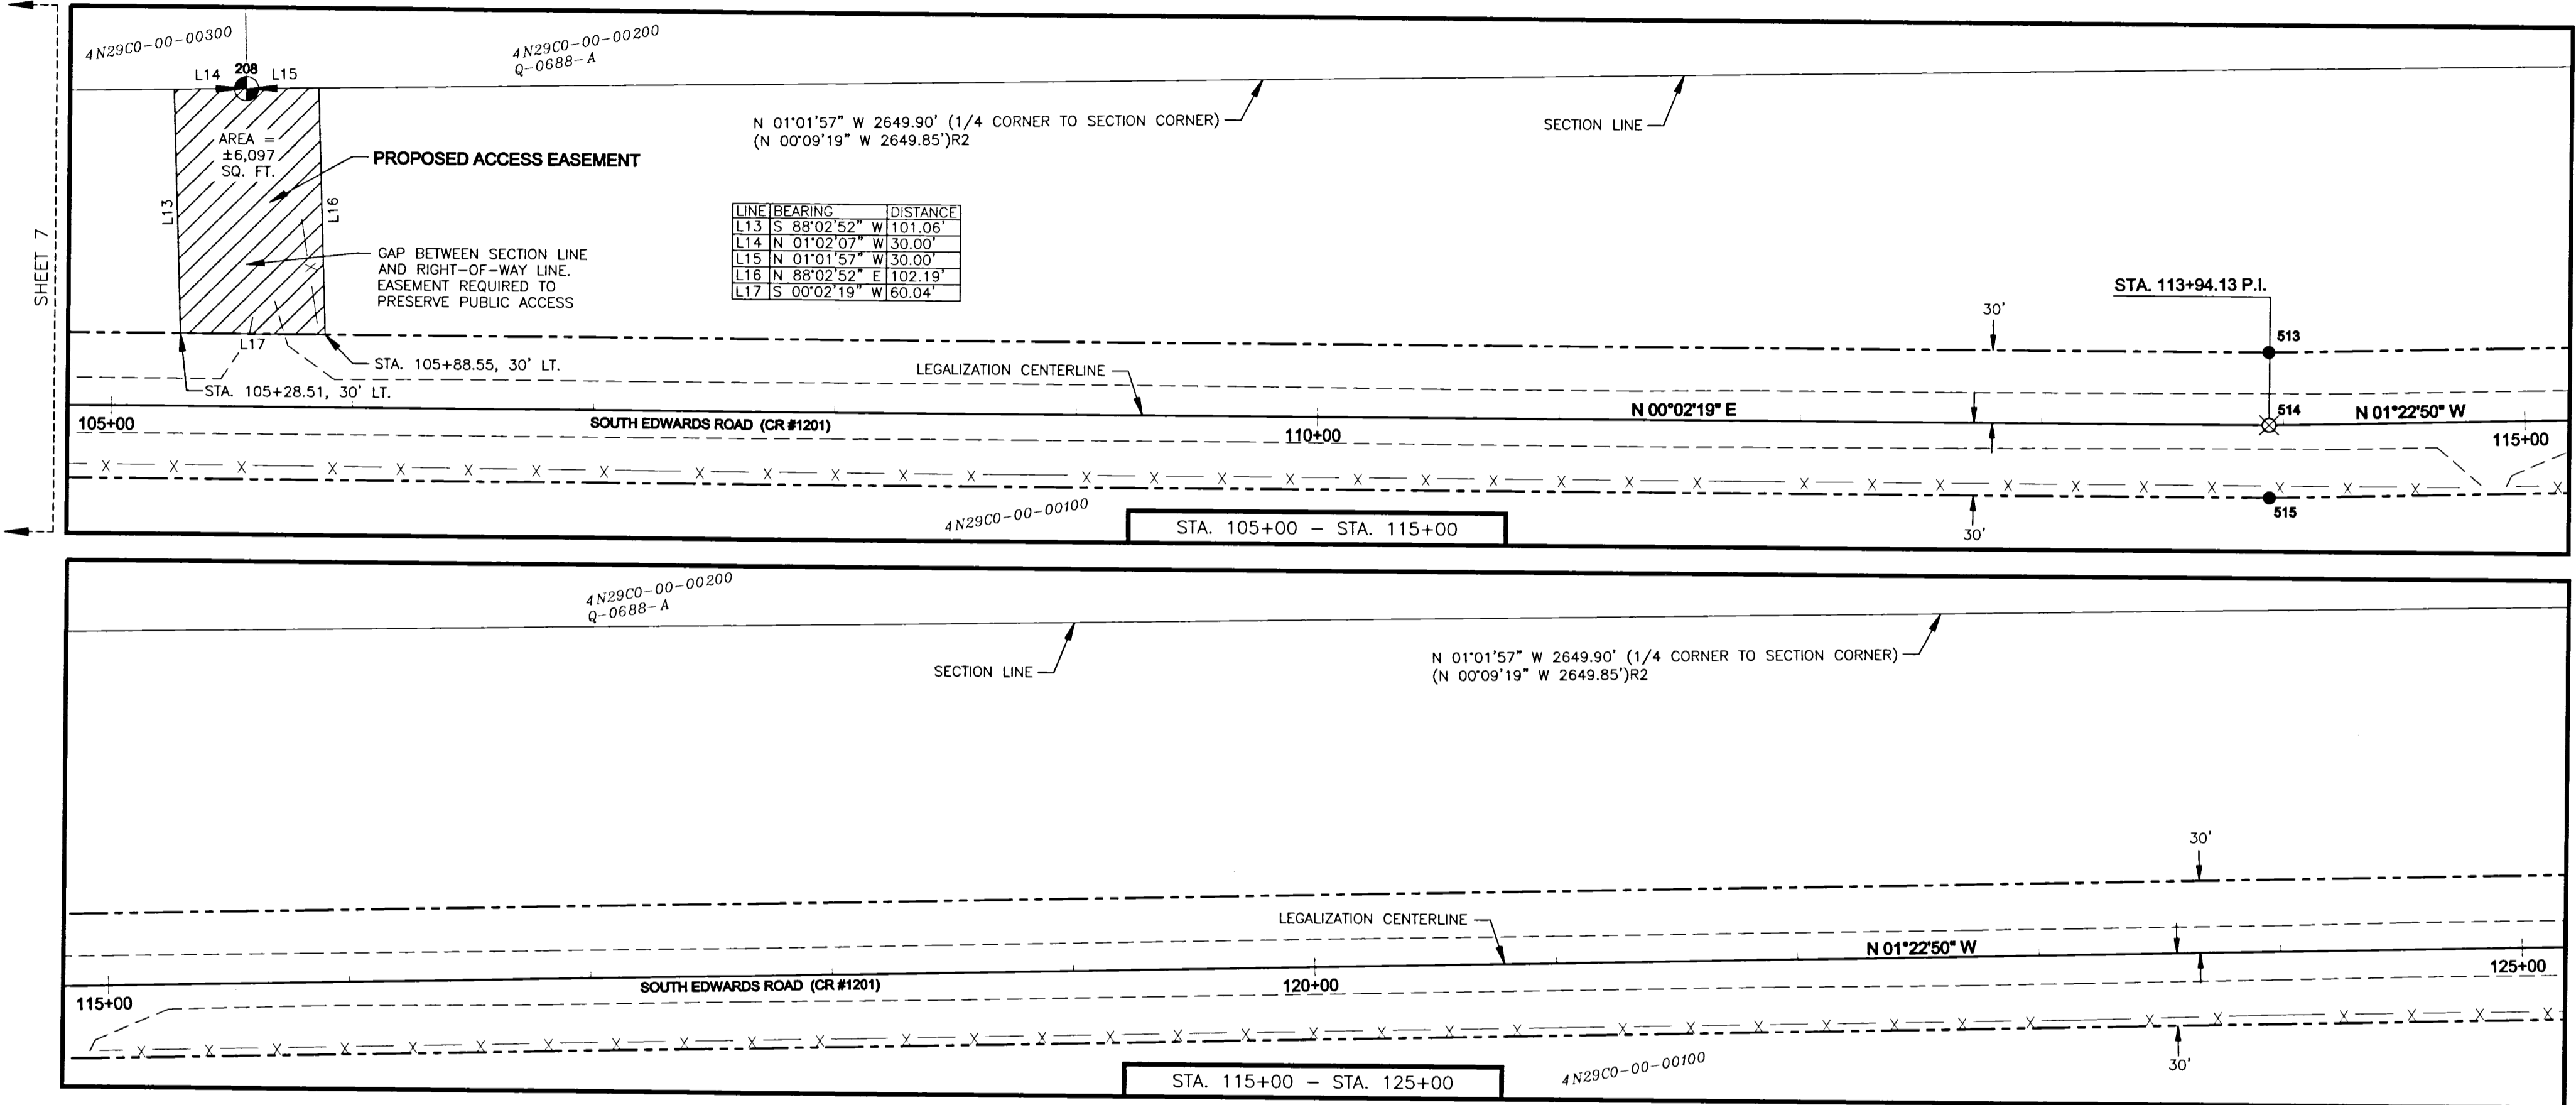 SHEET 7
4N29C0-00-00300
4N29C0-00-00200
Q-0688-A
L14 208 L15
AREA =
±6,097
SQ. FT.
PROPOSED ACCESS EASEMENT
L13
L16
L17
GAP BETWEEN SECTION LINE
AND RIGHT-OF-WAY LINE.
EASEMENT REQUIRED TO
PRESERVE PUBLIC ACCESS
N 01°01'57" W 2649.90' (1/4 CORNER TO SECTION CORNER)
(N 00°09'19" W 2649.85')R2
SECTION LINE
LINE BEARING DISTANCE
L13 S 88°02'52" W 101.06'
L14 N 01°02'07" W 30.00'
L15 N 01°01'57" W 30.00'
L16 N 88°02'52" E 102.19'
L17 S 00°02'19" W 60.04'
STA. 113+94.13 P.I.
30'
513
STA. 105+88.55, 30' LT.
STA. 105+28.51, 30' LT.
LEGALIZATION CENTERLINE
105+00
SOUTH EDWARDS ROAD (CR #1201)
110+00
N 00°02'19" E
514
N 01°22'50" W
115+00
4N29C0-00-00100
STA. 105+00 - STA. 115+00
30'
515
4N29C0-00-00200
Q-0688-A
SECTION LINE
N 01°01'57" W 2649.90' (1/4 CORNER TO SECTION CORNER)
(N 00°09'19" W 2649.85')R2
30'
LEGALIZATION CENTERLINE
N 01°22'50" W
115+00
SOUTH EDWARDS ROAD (CR #1201)
120+00
125+00
STA. 115+00 - STA. 125+00
4N29C0-00-00100
30'